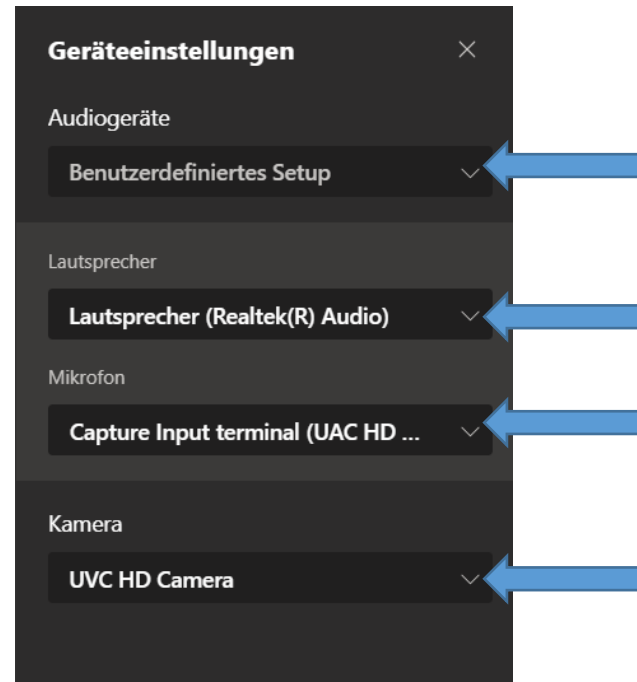 Geräteeinstellungen
Audiogeräte
Benutzerdefiniertes Setup
Lautsprecher
Lautsprecher (Realtek(R) Audio)
Mikrofon
Capture Input terminal (UAC HD ...
Kamera
UVC HD Camera